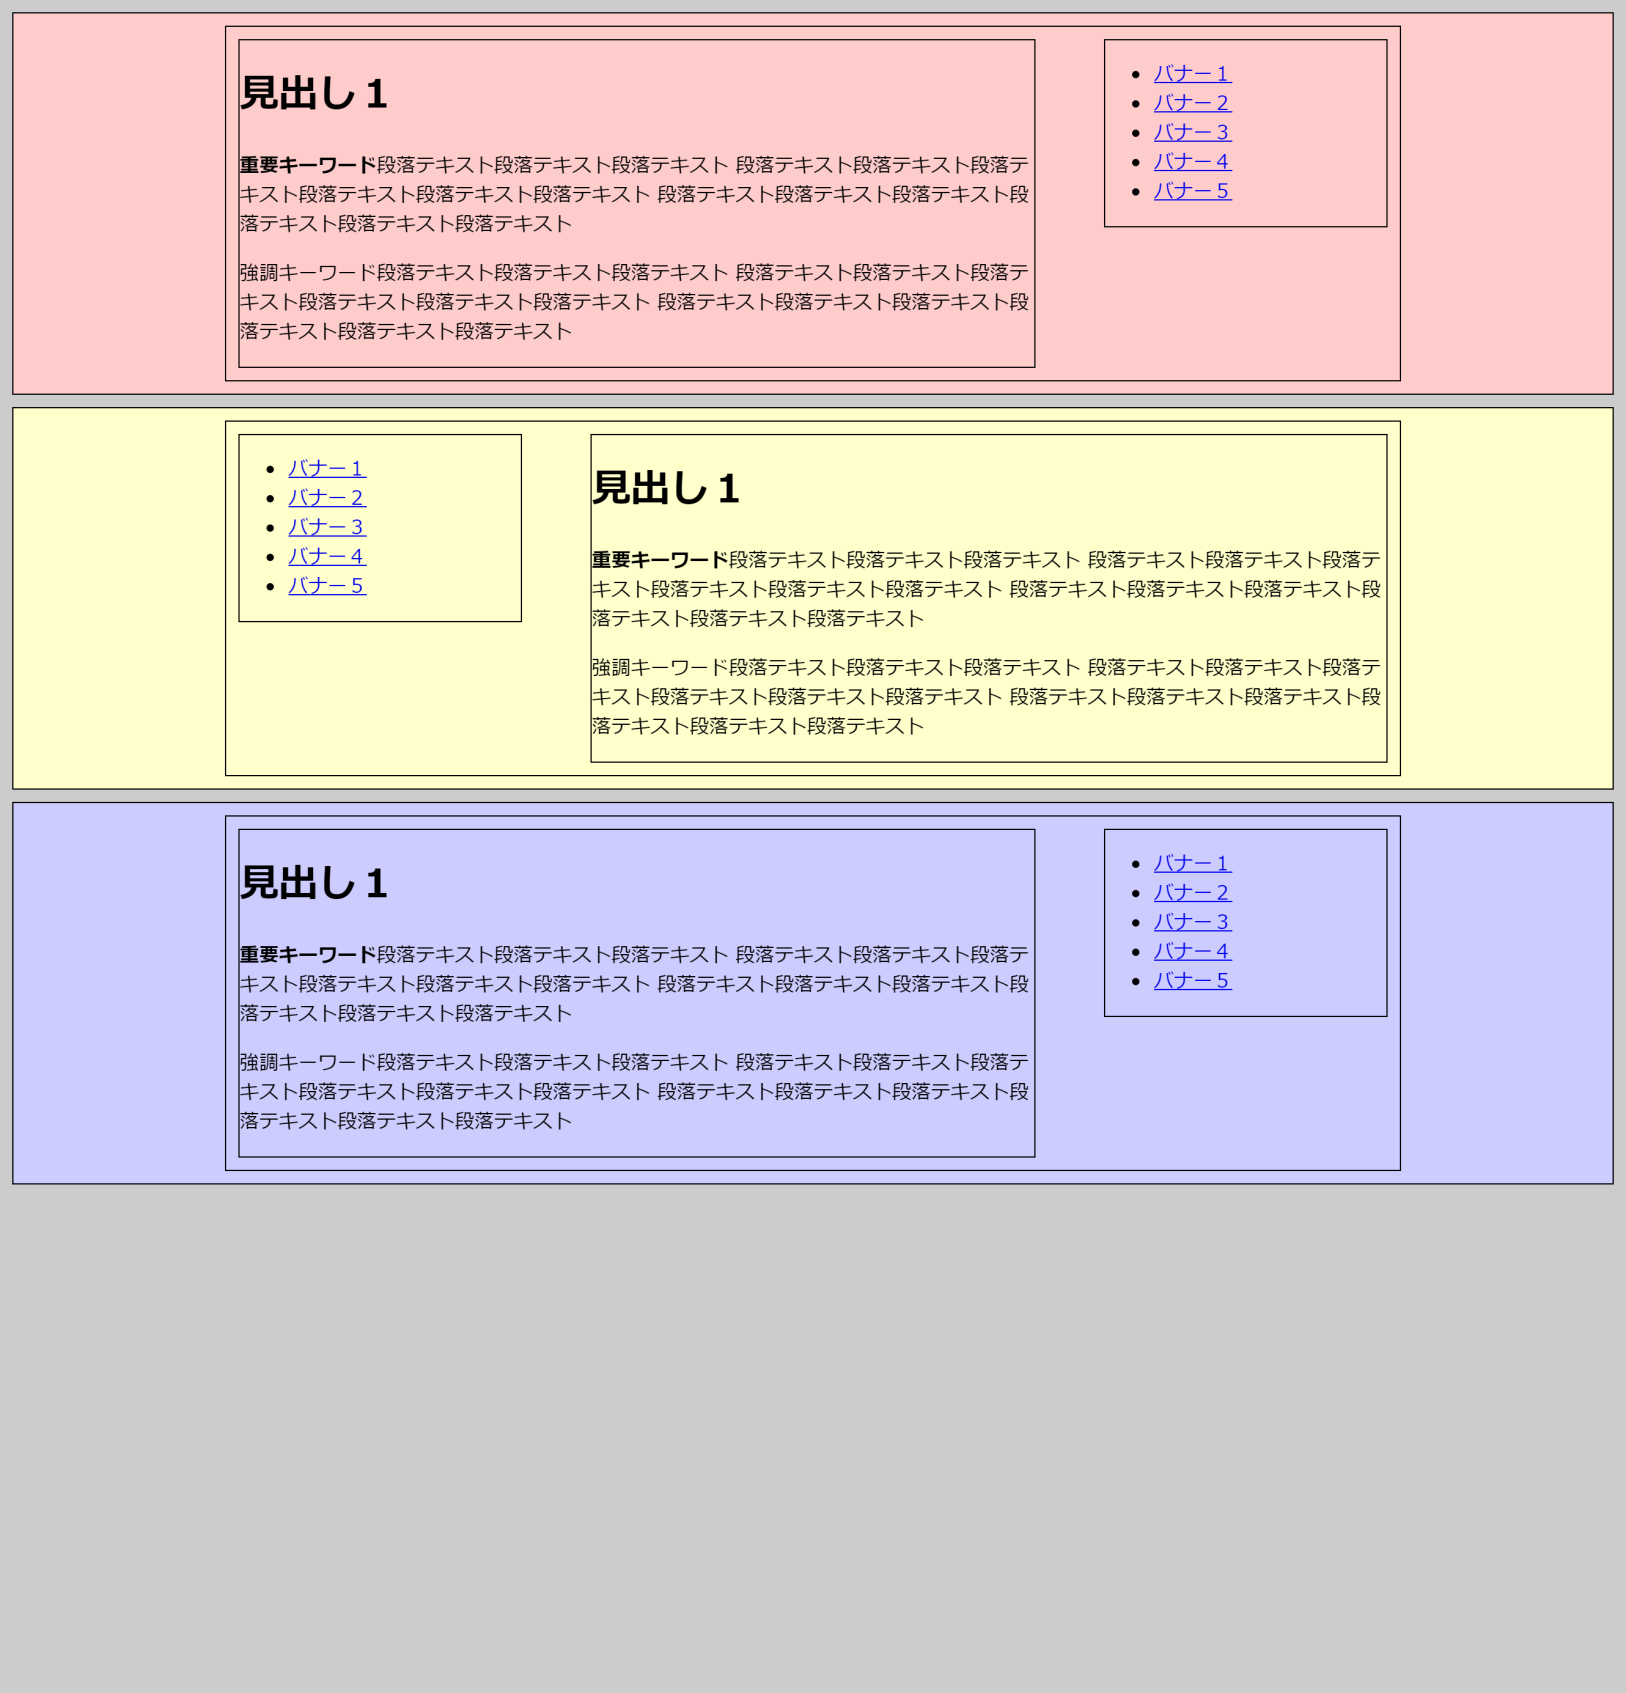 見出し１
重要キーワード段落テキスト段落テキスト段落テキスト 段落テキスト段落テキスト段落テ
キスト段落テキスト段落テキスト段落テキスト 段落テキスト段落テキスト段落テキスト段
落テキスト段落テキスト段落テキスト
強調キーワード段落テキスト段落テキスト段落テキスト 段落テキスト段落テキスト段落テ
キスト段落テキスト段落テキスト段落テキスト 段落テキスト段落テキスト段落テキスト段
落テキスト段落テキスト段落テキスト
バナー１
バナー２
バナー３
バナー４
バナー５
バナー１
バナー２
バナー３
バナー４
バナー５
見出し１
重要キーワード段落テキスト段落テキスト段落テキスト 段落テキスト段落テキスト段落テ
キスト段落テキスト段落テキスト段落テキスト 段落テキスト段落テキスト段落テキスト段
落テキスト段落テキスト段落テキスト
強調キーワード段落テキスト段落テキスト段落テキスト 段落テキスト段落テキスト段落テ
キスト段落テキスト段落テキスト段落テキスト 段落テキスト段落テキスト段落テキスト段
落テキスト段落テキスト段落テキスト
見出し１
重要キーワード段落テキスト段落テキスト段落テキスト 段落テキスト段落テキスト段落テ
キスト段落テキスト段落テキスト段落テキスト 段落テキスト段落テキスト段落テキスト段
落テキスト段落テキスト段落テキスト
強調キーワード段落テキスト段落テキスト段落テキスト 段落テキスト段落テキスト段落テ
キスト段落テキスト段落テキスト段落テキスト 段落テキスト段落テキスト段落テキスト段
落テキスト段落テキスト段落テキスト
バナー１
バナー２
バナー３
バナー４
バナー５